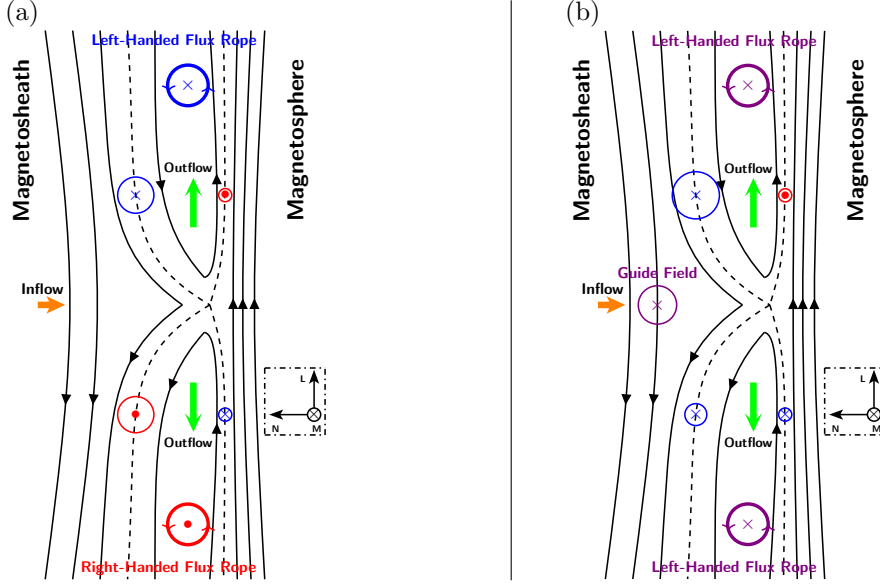 (a)
Left-Handed Flux Rope
Magnetosheath
Magnetosphere
Outflow
Inflow
L
N
M
Outflow
Right-Handed Flux Rope
(b)
Left-Handed Flux Rope
Magnetosheath
Magnetosphere
Outflow
Guide Field
Inflow
L
N
M
Outflow
Left-Handed Flux Rope